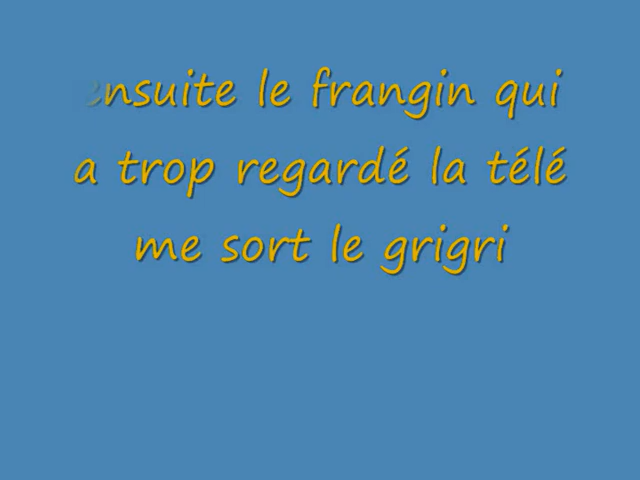 ensuite le frangin qui
a trop regardé la télé
me sort le grigri